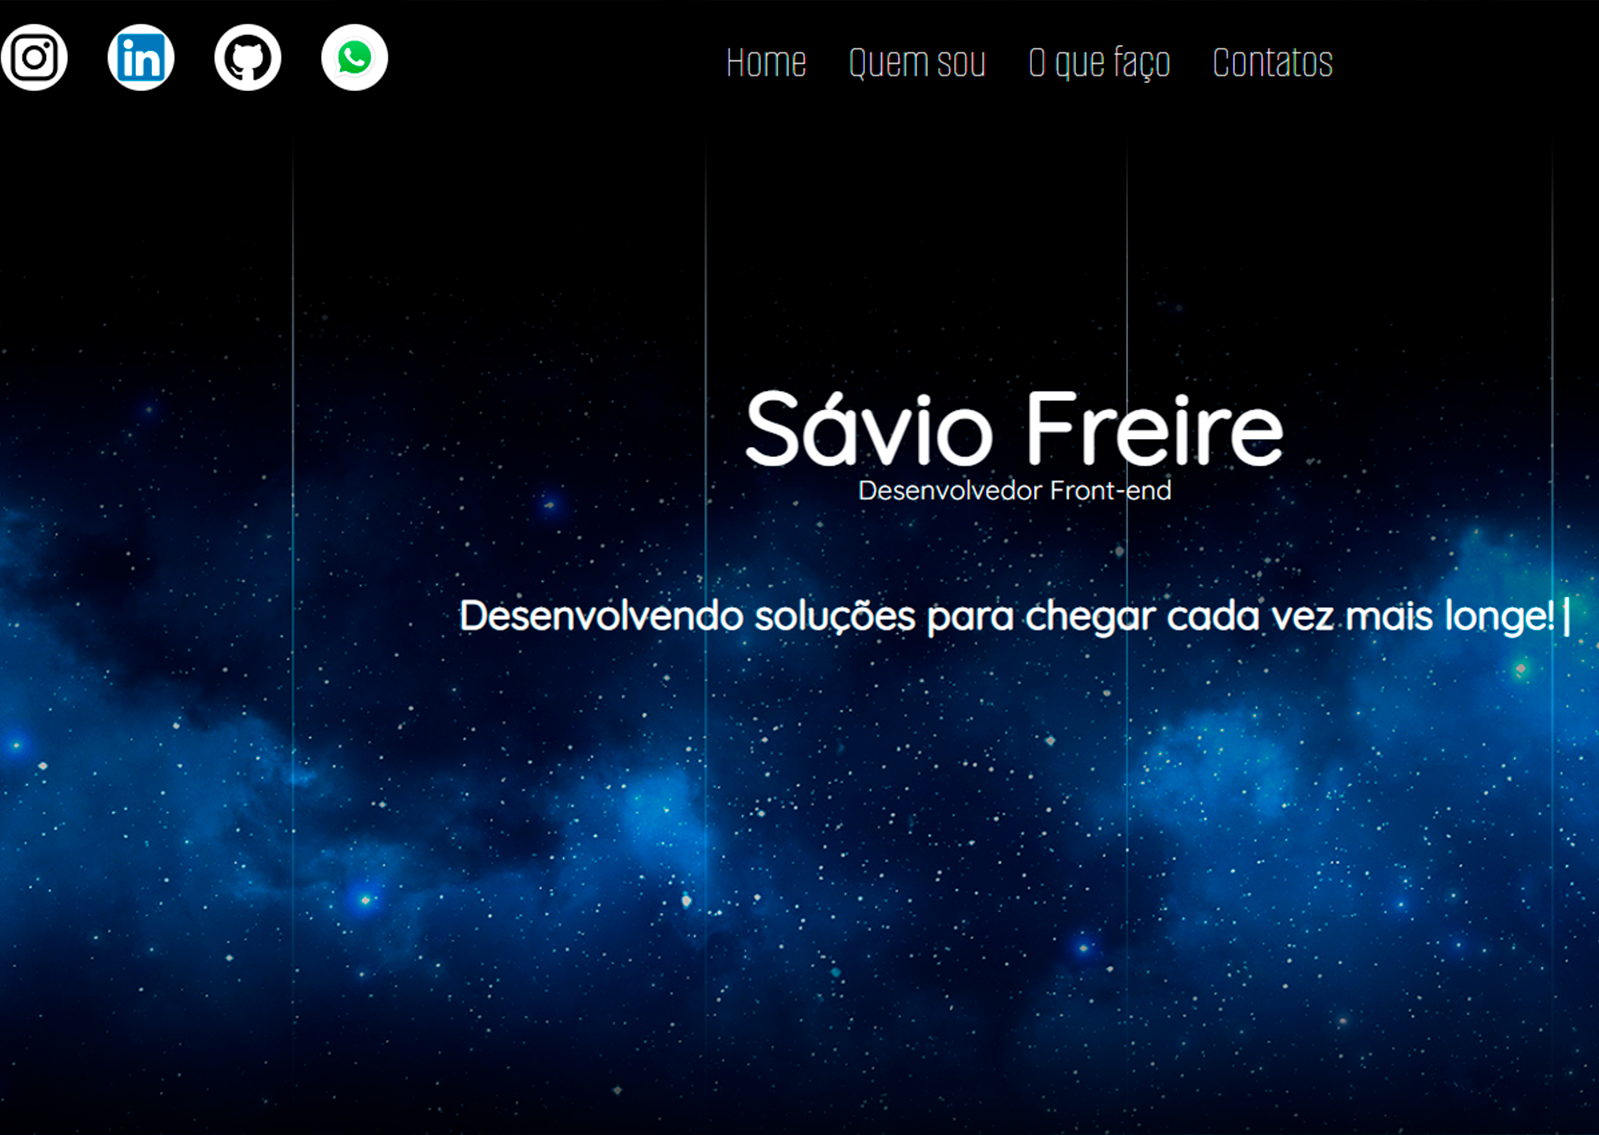 in
Home Quem sou O que faço Contatos
Sávio Freire
Desenvolvedor Front-end
Desenvolvendo soluções para chegar cada vez mais longe!|